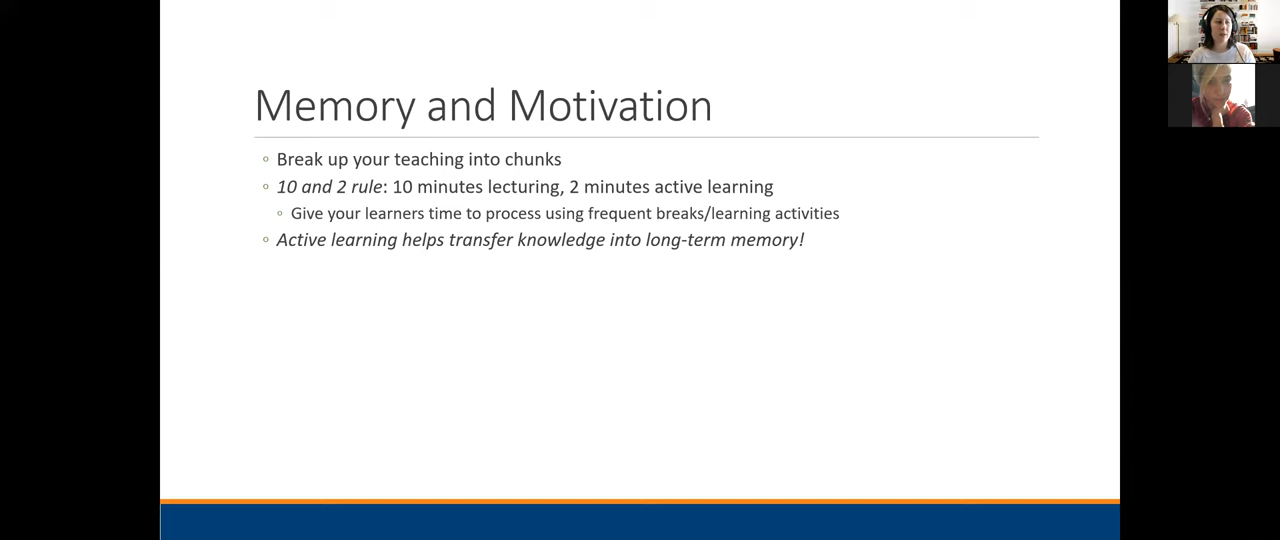 Memory and Motivation
Break up your teaching into chunks
10 and 2 rule: 10 minutes lecturing, 2 minutes active learning
Give your learners time to process using frequent breaks/learning activities
Active learning helps transfer knowledge into long-term memory!